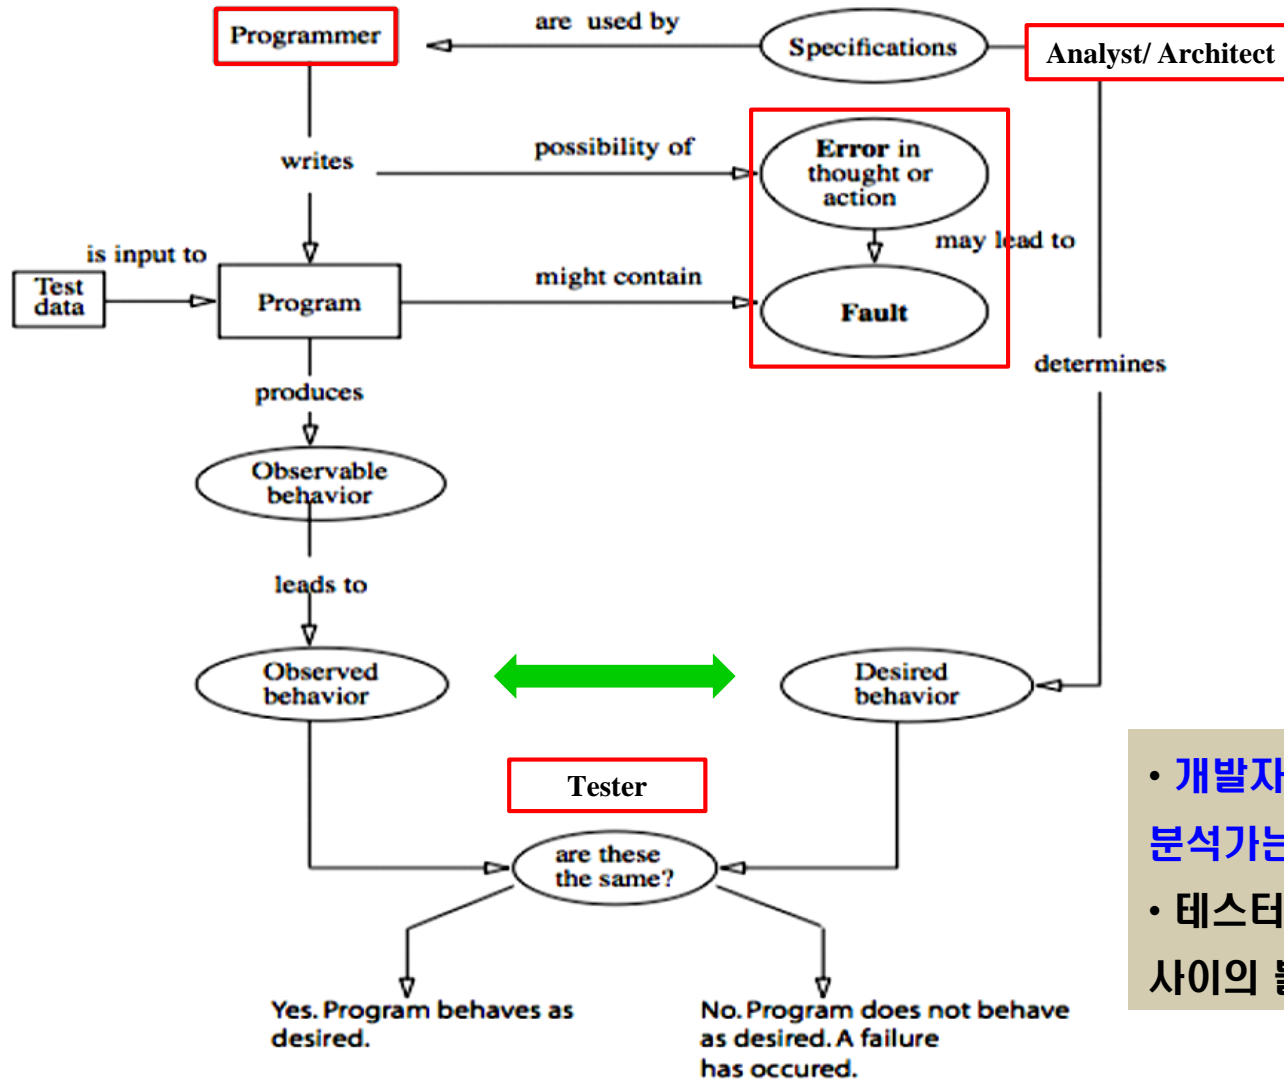 Programmer
are used by
Specifications
Analyst/ Architect
writes
possibility of
Error in
thought or
action
may lead to
is input to
Test
data
Program
might contain
Fault
determines
produces
Observable
behavior
leads to
Observed
behavior
Desired
behavior
Tester
are these
the same?
Yes. Program behaves as
desired.
No. Program does not behave
as desired. A failure
has occured.
• 개발자
분석가는
• 테스터
사이의